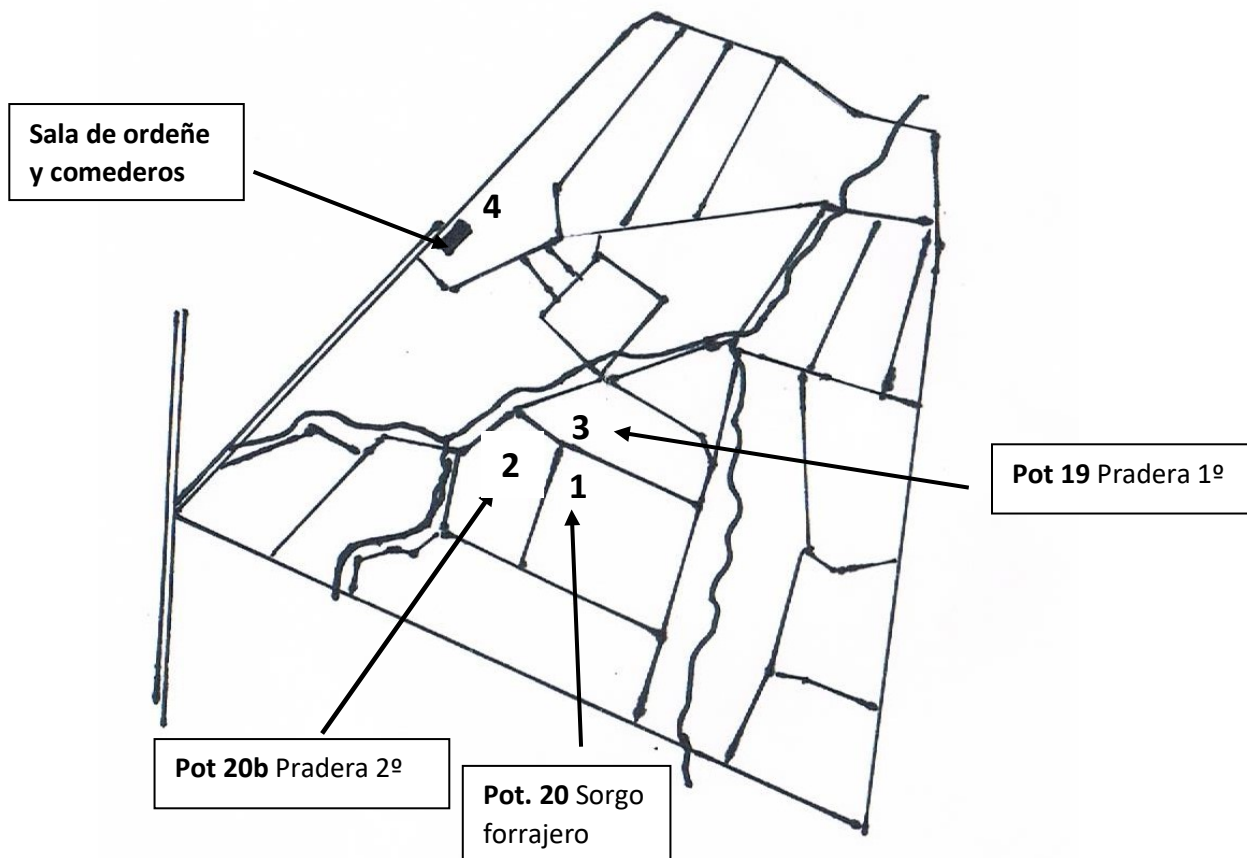 Sala de ordeñe
y comederos
4
3
2
1
Pot 19 Pradera 1º
Pot 20b Pradera 2º
Pot. 20 Sorgo
forrajero